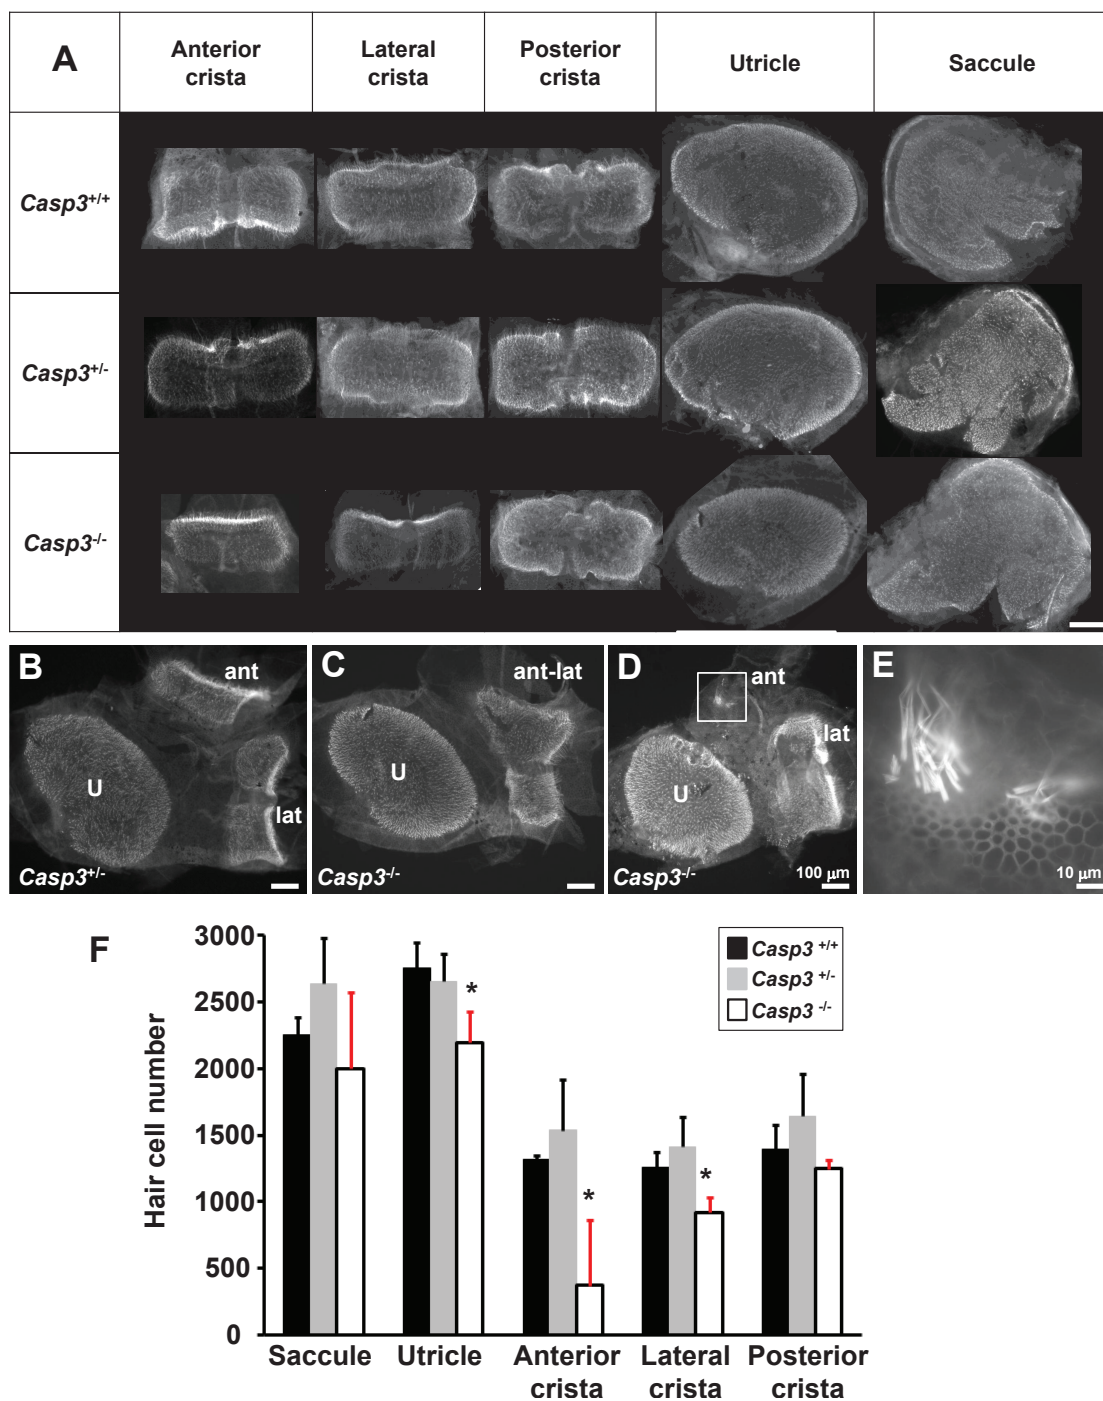 A
Anterior crista
Lateral crista
Posterior crista
Utricle
Saccule
Casp3+/+
Casp3+/-
Casp3-/-
B
ant
U
lat
Casp3+/-
C
ant-lat
U
Casp3-/-
D
ant
lat
U
Casp3-/-
100 µm
E
10 µm
F
Hair cell number
3000
2500
2000
1500
1000
500
0
Casp3 +/+
Casp3 +/-
Casp3 -/-
*
*
*
Saccule
Utricle
Anterior crista
Lateral crista
Posterior crista